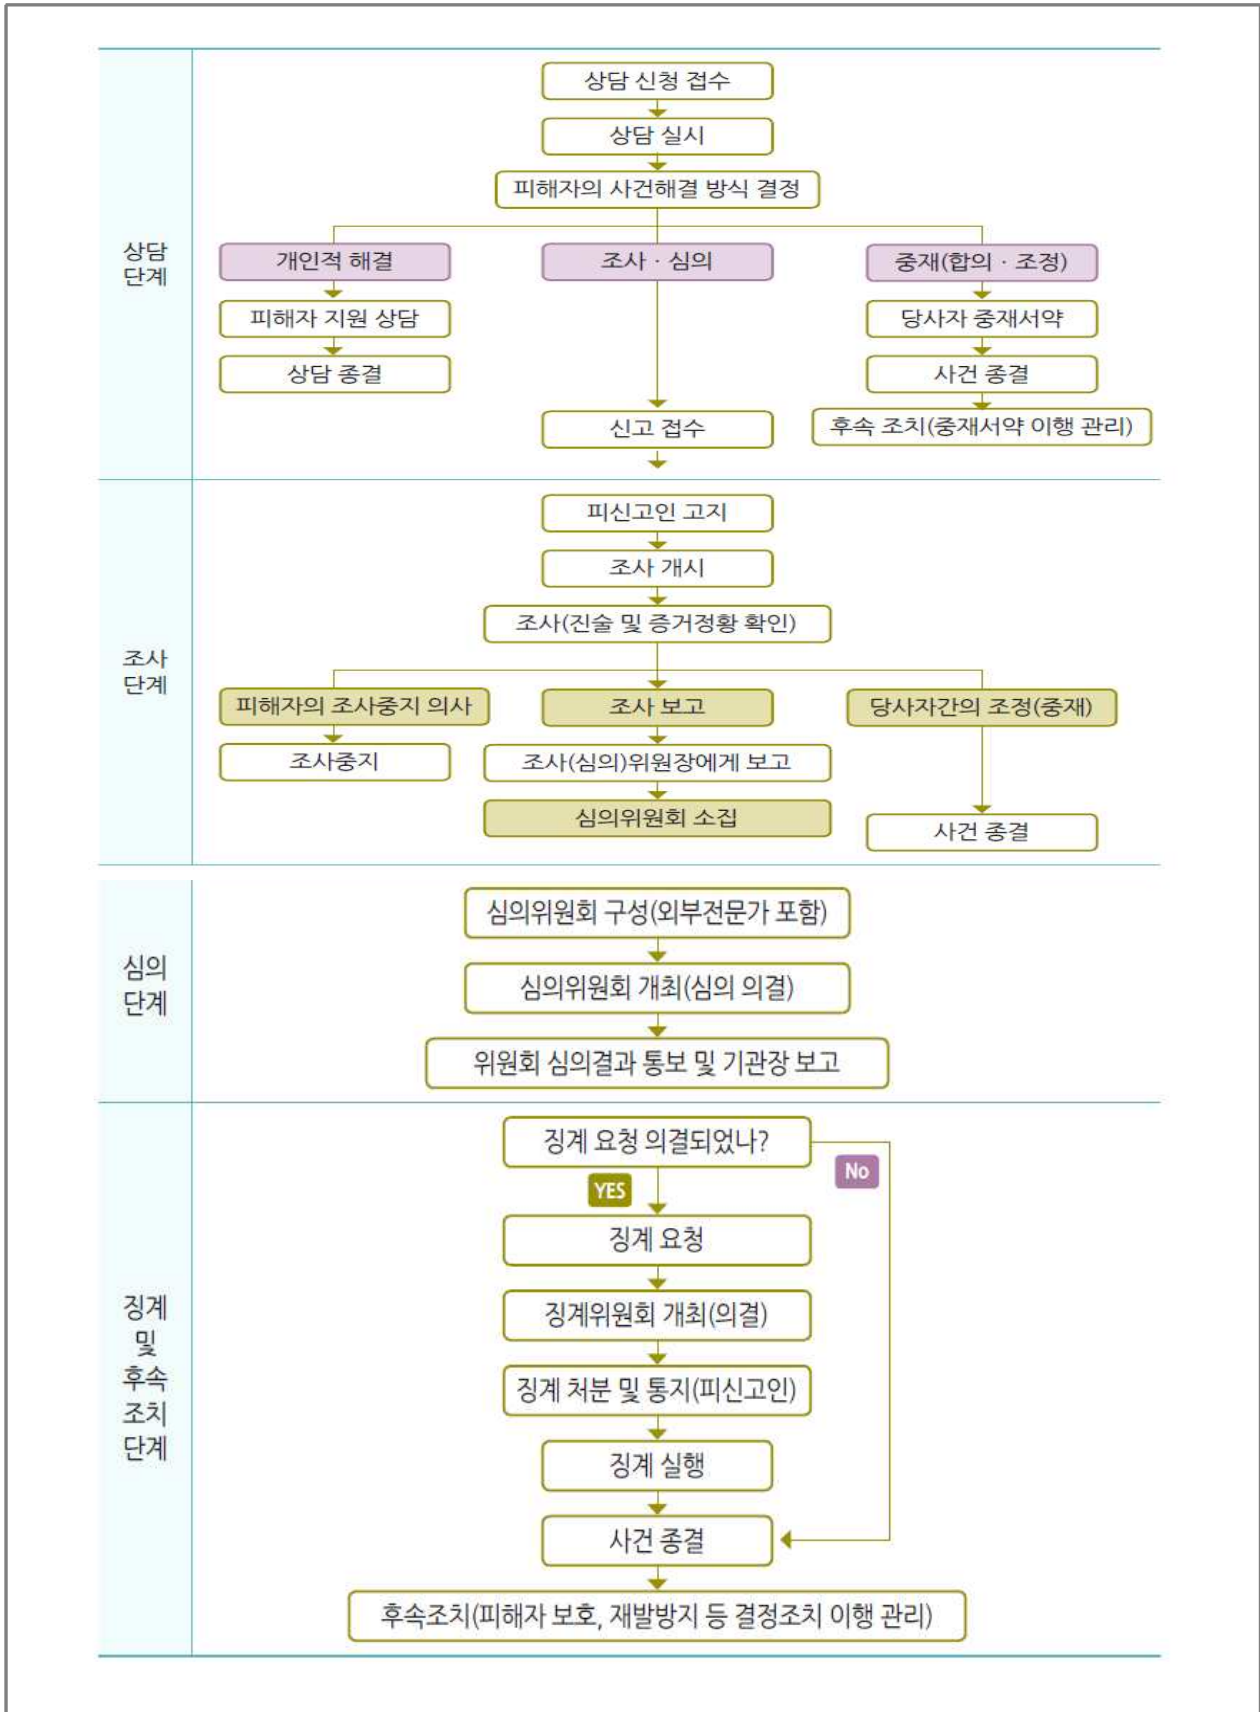 상담
단계
상담 신청 접수
상담 실시
피해자의 사건해결 방식 결정
개인적 해결
조사 · 심의
중재(합의 · 조정)
피해자 지원 상담
당사자 중재서약
상담 종결
사건 종결
신고 접수
후속 조치(중재서약 이행 관리)
조사
단계
피신고인 고지
조사 개시
조사(진술 및 증거정황 확인)
피해자의 조사중지 의사
조사 보고
당사자간의 조정(중재)
조사중지
조사(심의)위원장에게 보고
심의위원회 소집
사건 종결
심의
단계
심의위원회 구성(외부전문가 포함)
심의위원회 개최(심의 의결)
위원회 심의결과 통보 및 기관장 보고
징계
및
후속
조치
단계
징계 요청 의결되었나?
No
YES
징계 요청
징계위원회 개최(의결)
징계 처분 및 통지(피신고인)
징계 실행
사건 종결
후속조치(피해자 보호, 재발방지 등 결정조치 이행 관리)